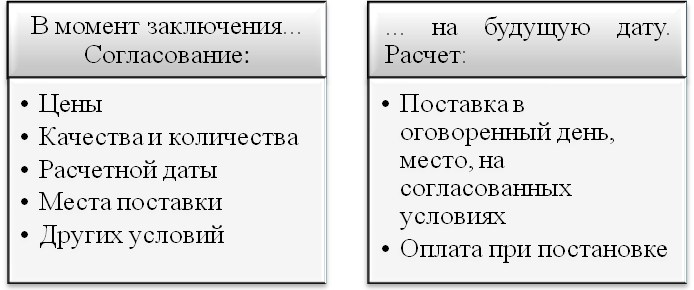 В момент заключения...
Согласование:
• Цены
• Качества и количества
• Расчетной даты
• Места поставки
• Других условий
... на будущую дату.
Расчет:
• Поставка в
оговоренный день,
место, на
согласованных
условиях
• Оплата при постановке